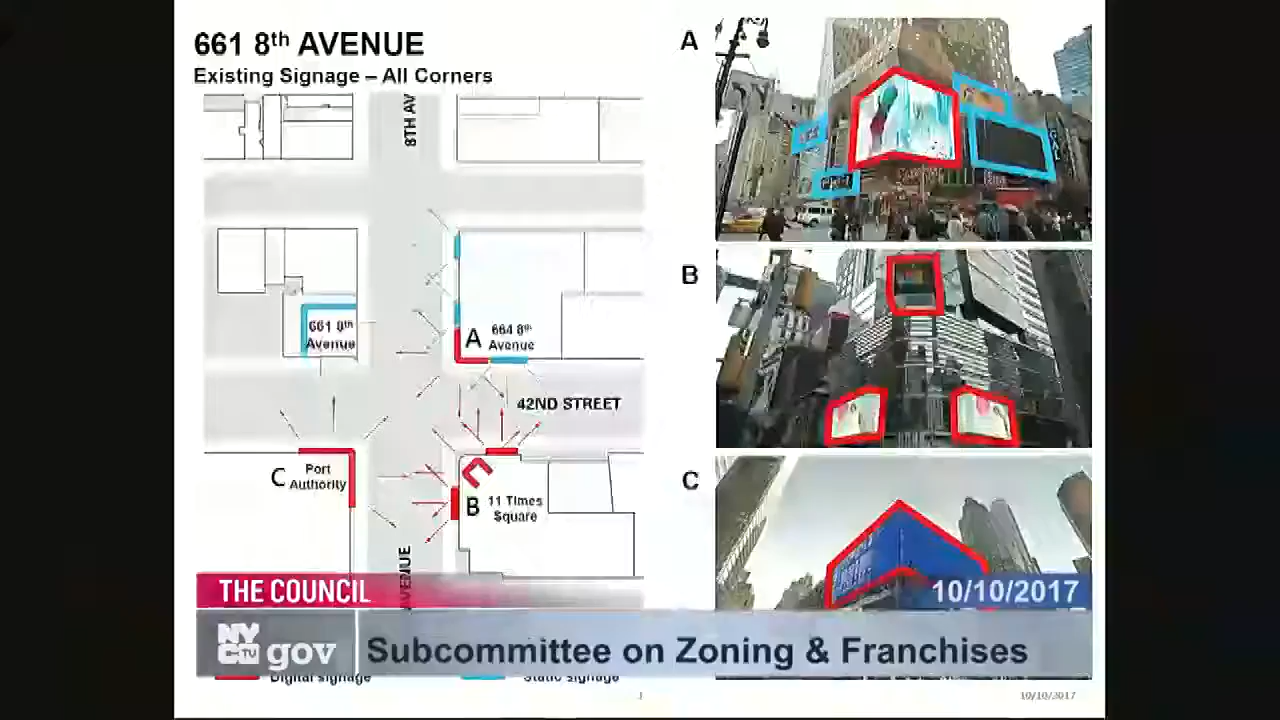 661 8th AVENUE
Existing Signage – All Corners
8TH AV
661 8th
Avenue
A
664 8th
Avenue
42ND STREET
C
Port
Authority
B
11 Times
Square
AVENUE
A
B
C
THE COUNCIL
10/10/2017
NYC TV gov
Subcommittee on Zoning & Franchises
Digital signage
Static signage
10/10/2017